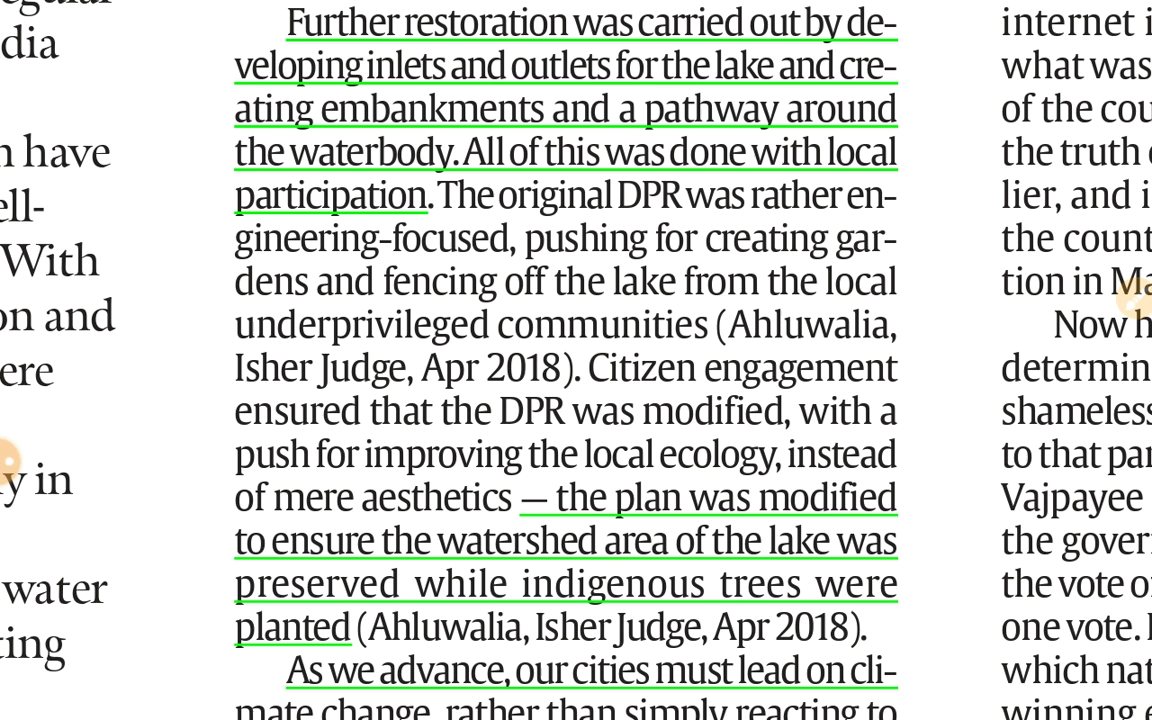 dia
have
ell-
With
on and
ere
y in
water
ting
Further restoration was carried out by de-
veloping inlets and outlets for the lake and cre-
ating embankments and a pathway around
the waterbody. All of this was done with local
participation. The original DPR was rather en-
gineering-focused, pushing for creating gar-
dens and fencing off the lake from the local
underprivileged communities (Ahluwalia,
Isher Judge, Apr 2018). Citizen engagement
ensured that the DPR was modified, with a
push for improving the local ecology, instead
of mere aesthetics — the plan was modified
to ensure the watershed area of the lake was
preserved while indigenous trees were
planted (Ahluwalia, Isher Judge, Apr 2018).
As we advance, our cities must lead on cli-
mate change, rather than simply reacting to
internet i
what was
of the cou
the truth
lier, and i
the count
tion in Ma
Now h
determin
shameless
to that par
Vajpayee
the gover
the vote o
one vote.
which nat
winning